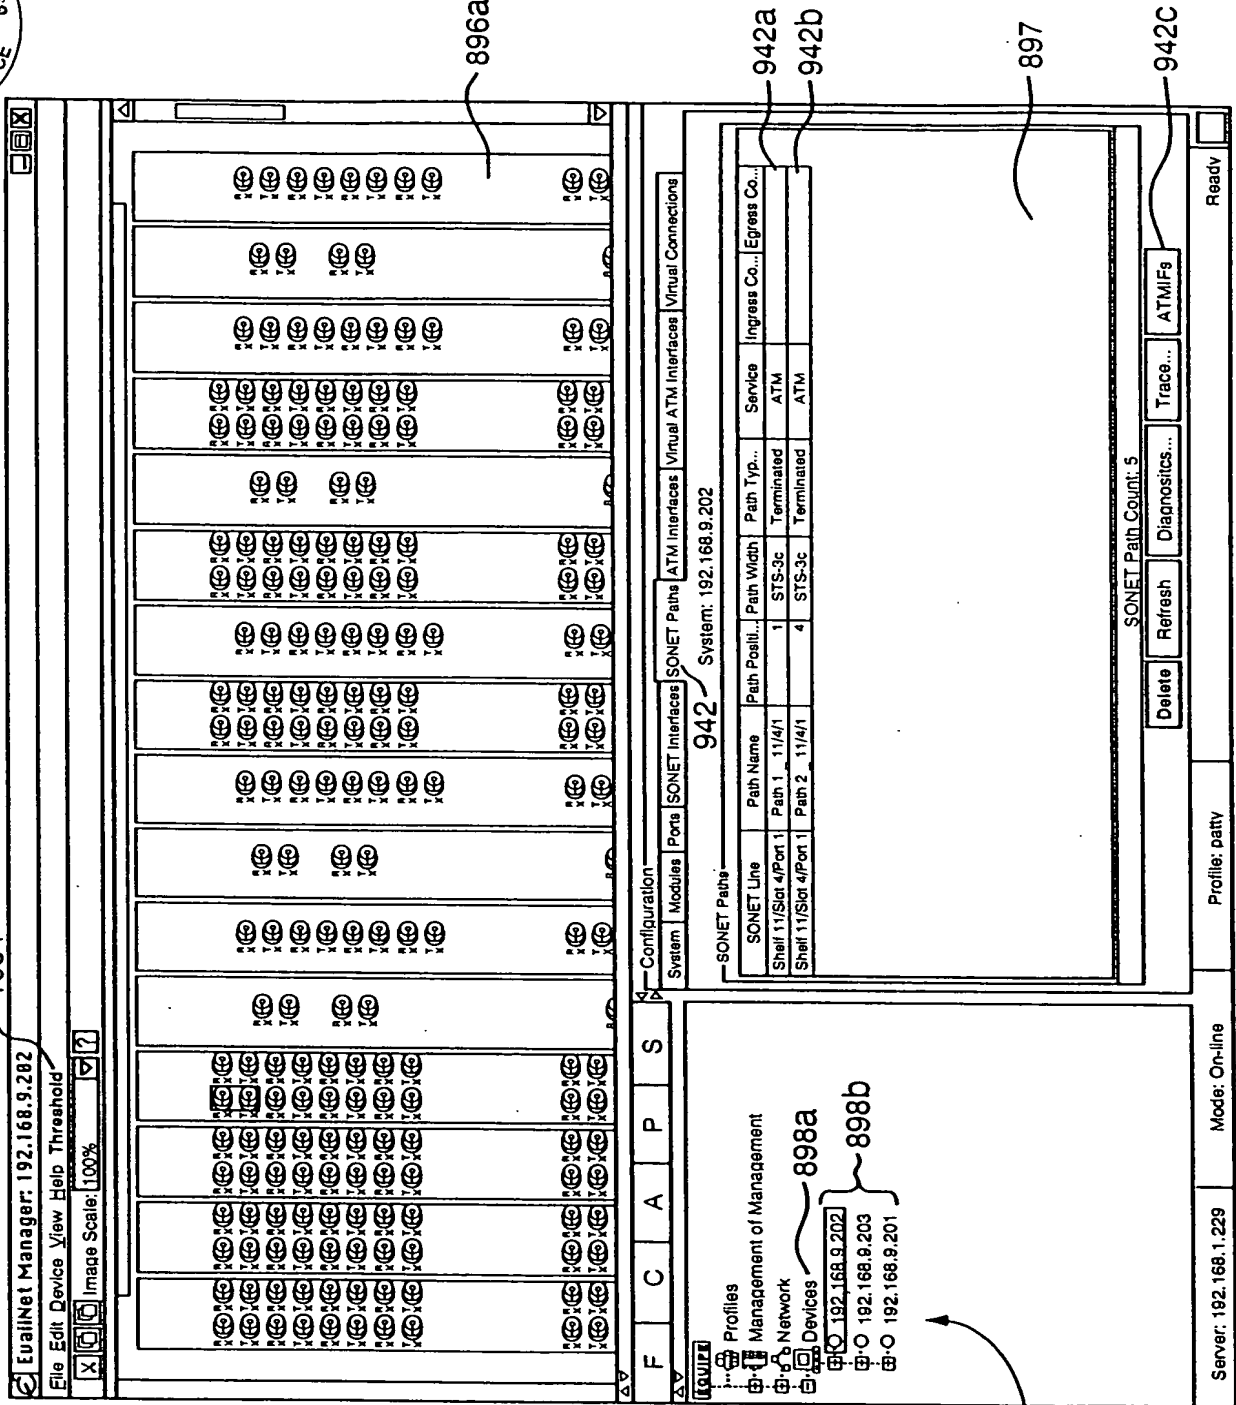 EuailNet Manager: 192.168.9.202
File Edit Device View Help Threshold
Image Scale: 100%
896a
F C A P S
EQUIPE
Profiles
Management of Management
Network
Devices
898a
192.168.9.202
192.168.9.203
192.168.9.201
898b
Configuration
System Modules Ports SONET Interfaces SONET Paths ATM Interfaces Virtual ATM Interfaces Virtual Connections
942
System: 192.168.9.202
SONET Paths
SONET Line Path Name Path Positi... Path Width Path Typ... Service Ingress Co... Egress Co...
Shelf 11/Slot 4/Port 1 Path 1_ 11/4/1 1 STS-3c Terminated ATM
Shelf 11/Slot 4/Port 1 Path 2_ 11/4/1 4 STS-3c Terminated ATM
942a
942b
897
SONET Path Count: 5
Delete Refresh Diagnositcs... Trace... ATMIFs
942C
Server: 192.168.1.229 Mode: On-line Profile: patty Ready